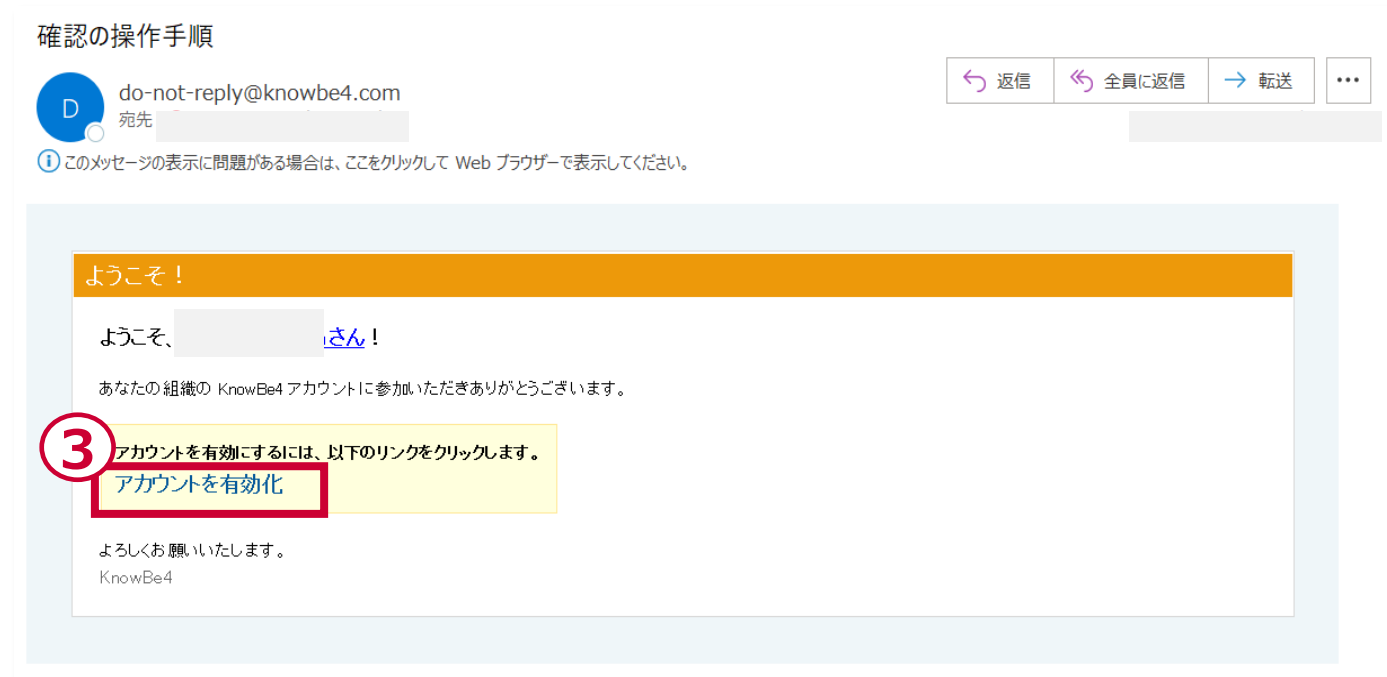 確認の操作手順
D
do-not-reply@knowbe4.com
宛先
返信
全員に返信
転送
このメッセージの表示に問題がある場合は、ここをクリックして Web ブラウザーで表示してください。
ようこそ！
ようこそ、 さん！
あなたの組織の KnowBe4 アカウントに参加いただきありがとうございます。
③
アカウントを有効にするには、以下のリンクをクリックします。
アカウントを有効化
よろしくお願いいたします。
KnowBe4